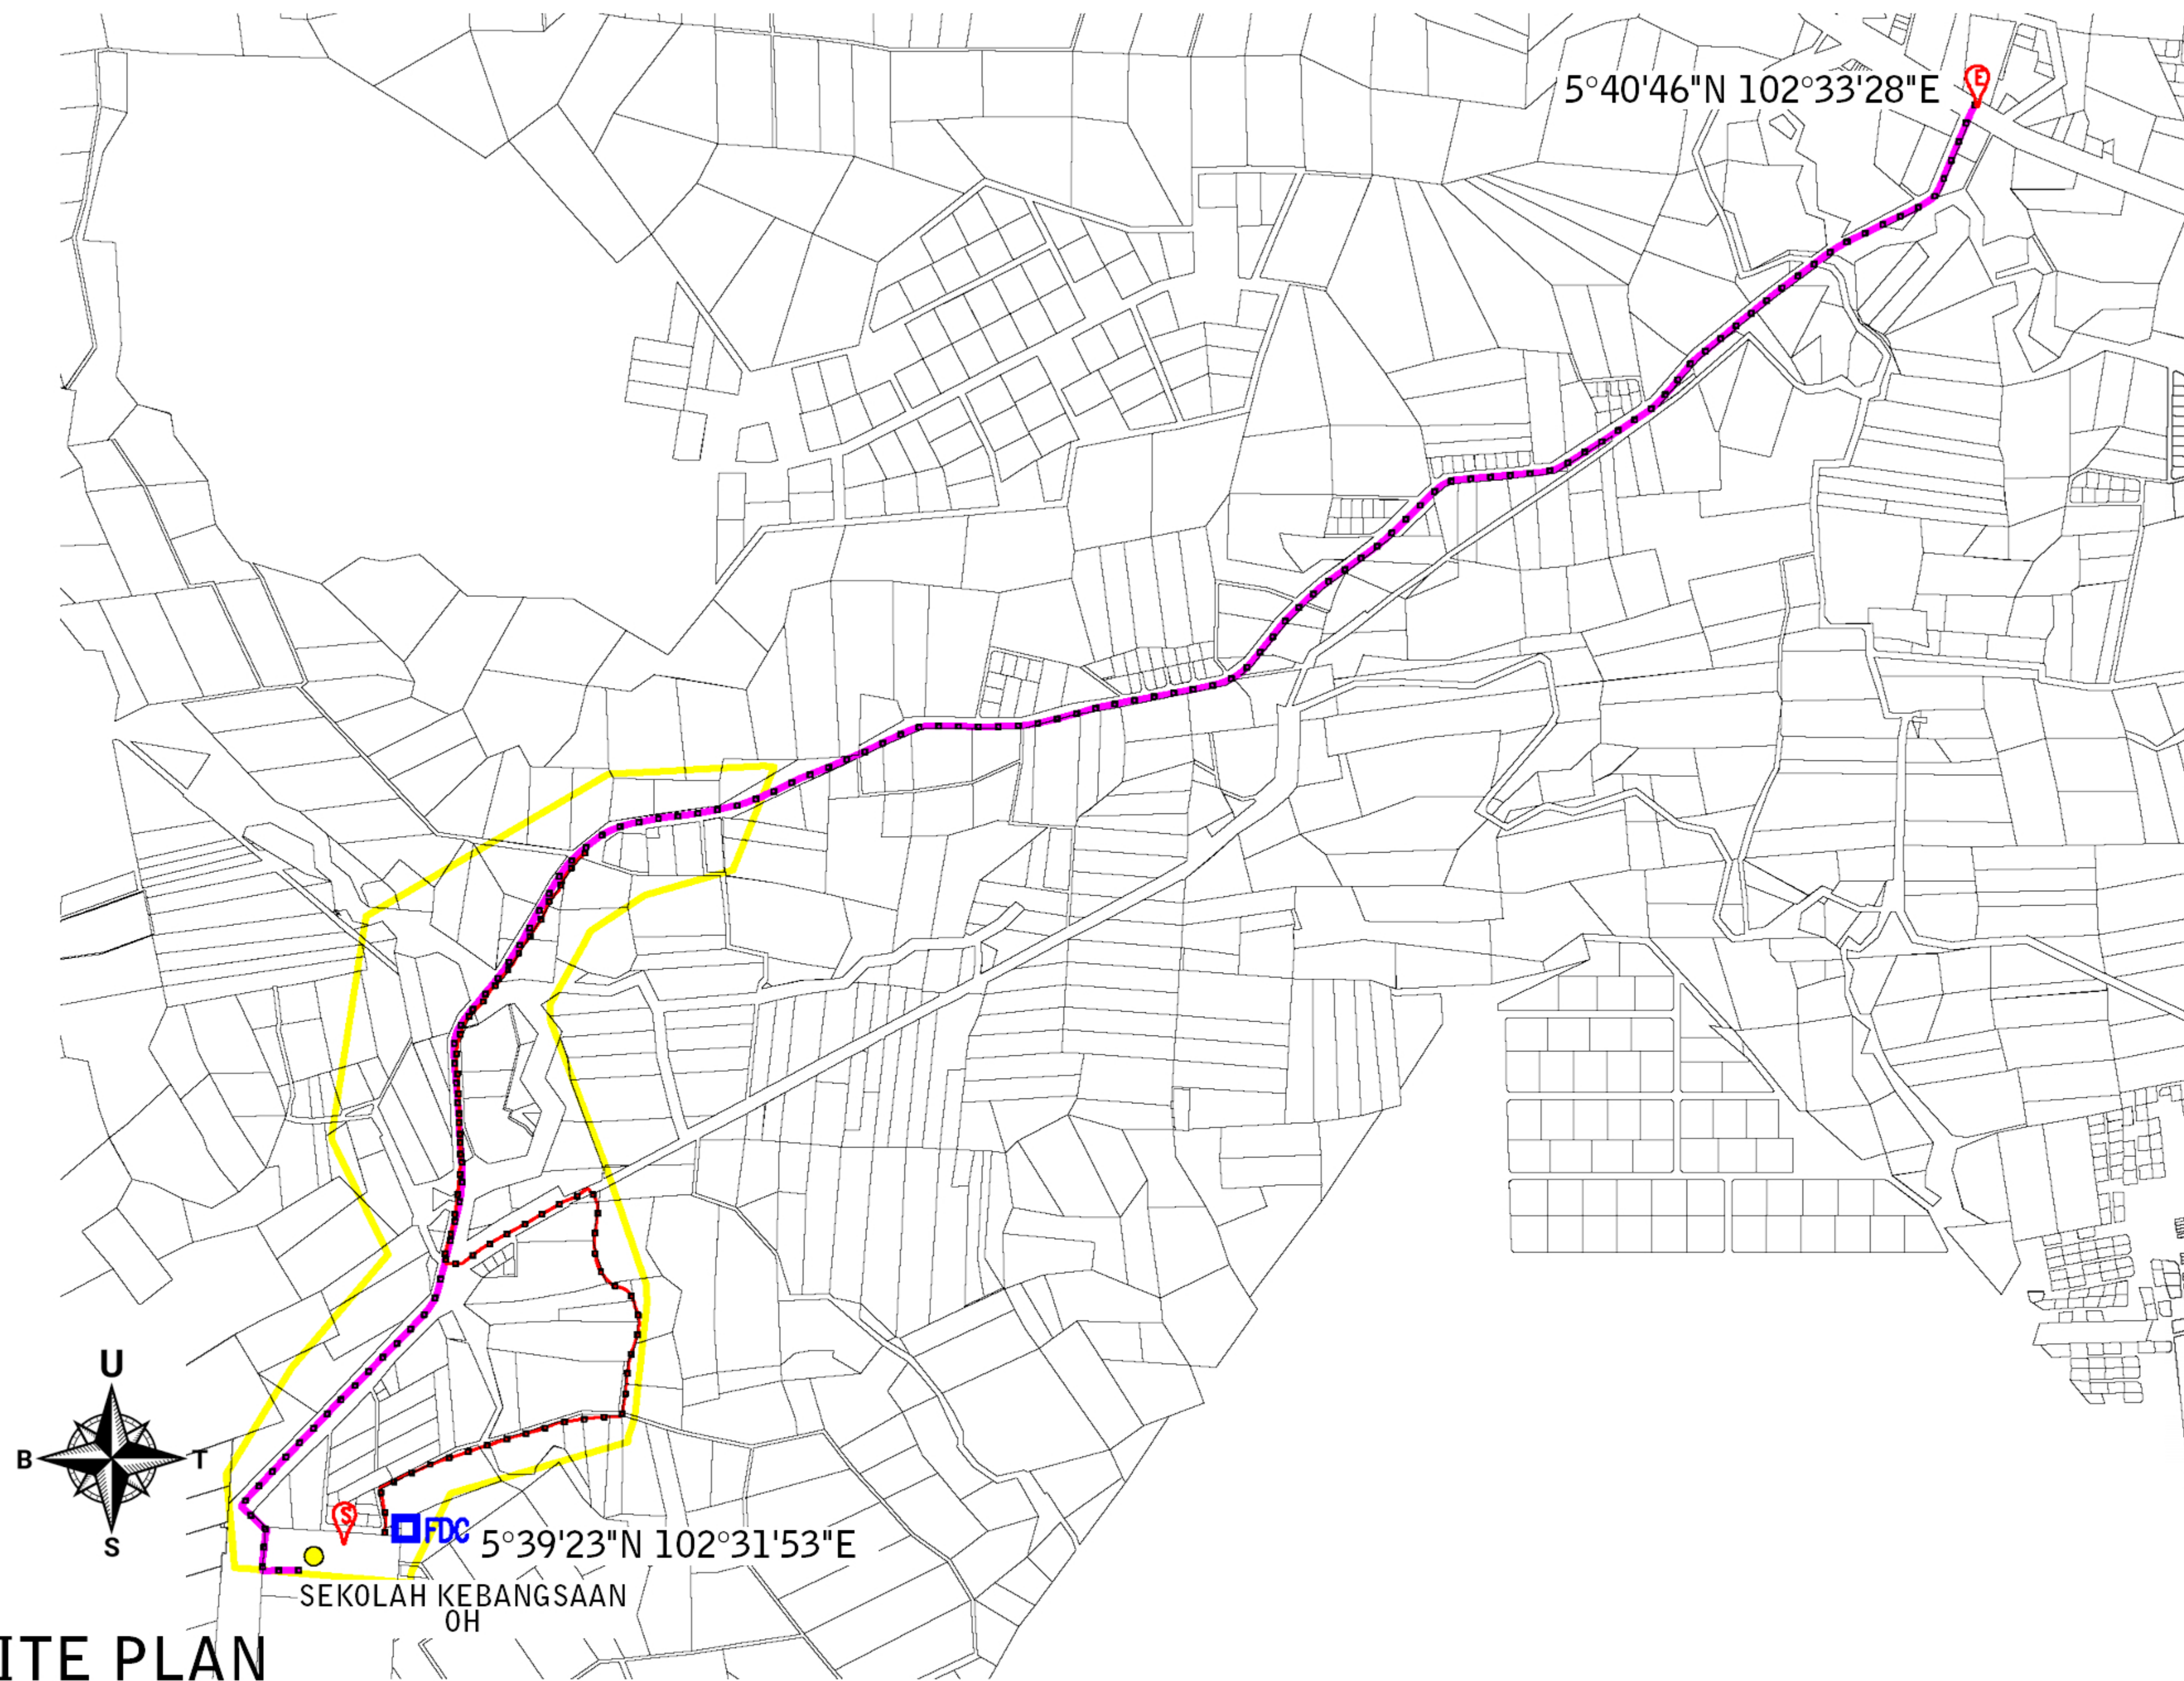 5°40'46"N 102°33'28"E
E
U
B
T
S
S
FDC
5°39'23"N 102°31'53"E
SEKOLAH KEBANGSAAN
OH
ITE PLAN